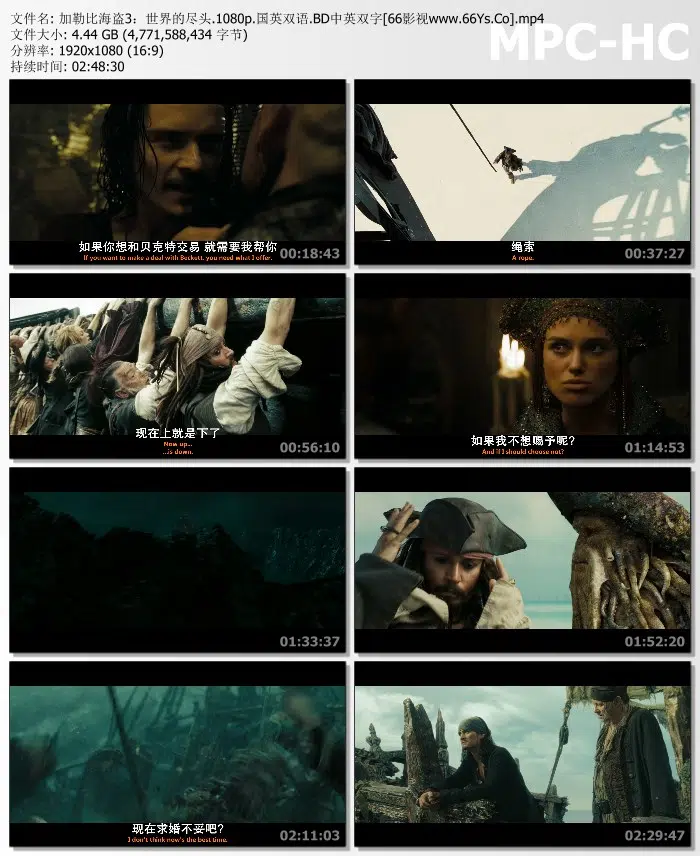 文件名: 加勒比海盗3：世界的尽头.1080p.国英双语.BD中英双字[66影视www.66Ys.Co].mp4
文件大小: 4.44 GB (4,771,588,434 字节)
MPC-HC
分辨率: 1920x1080 (16:9)
持续时间: 02:48:30
如果你想和贝克特交易 就需要我帮你
If you want to make a deal with Beckett, you need what I offer.
00:18:43
绳索
A rope.
00:37:27
现在上就是下了
Now up...
...is down.
00:56:10
如果我不想赐予呢?
And if I should choose not?
01:14:53
01:33:37
01:52:20
现在求婚不妥吧?
I don't think now's the best time.
02:11:03
02:29:47